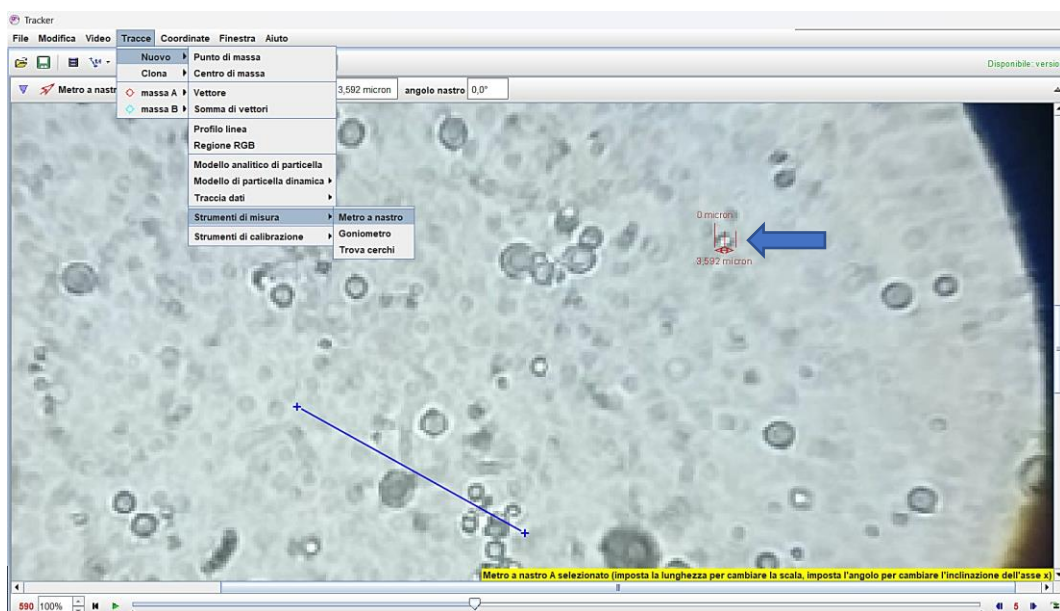 Tracker
File Modifica Video Tracce Coordinate Finestra Aiuto
Nuovo Punto di massa
Disponibile: versio
Clona Centro di massa
Metro a nastr massa A Vettore 3,592 micron angolo nastro 0,0°
massa B Somma di vettori
Profilo linea
Regione RGB
Modello analitico di particella
Modello di particella dinamica
Traccia dati
Strumenti di misura Metro a nastro
Strumenti di calibrazione Goniometro
Trova cerchi
0 micron
3,592 micron
Metro a nastro A selezionato (imposta la lunghezza per cambiare la scala, imposta l'angolo per cambiare l'inclinazione dell'asse x)
590 100% 5